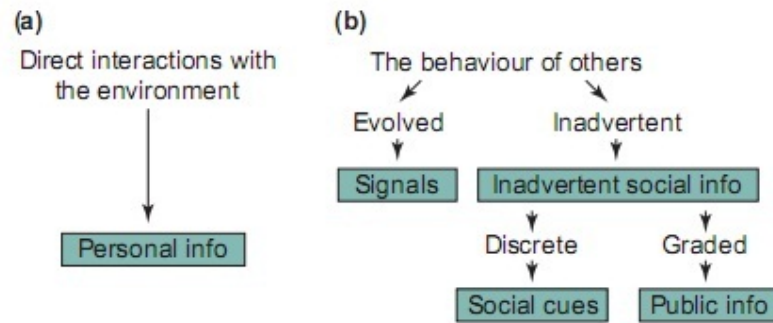 (a)
Direct interactions with
the environment
Personal info
(b)
The behaviour of others
Evolved
Inadvertent
Signals
Inadvertent social info
Discrete
Graded
Social cues
Public info